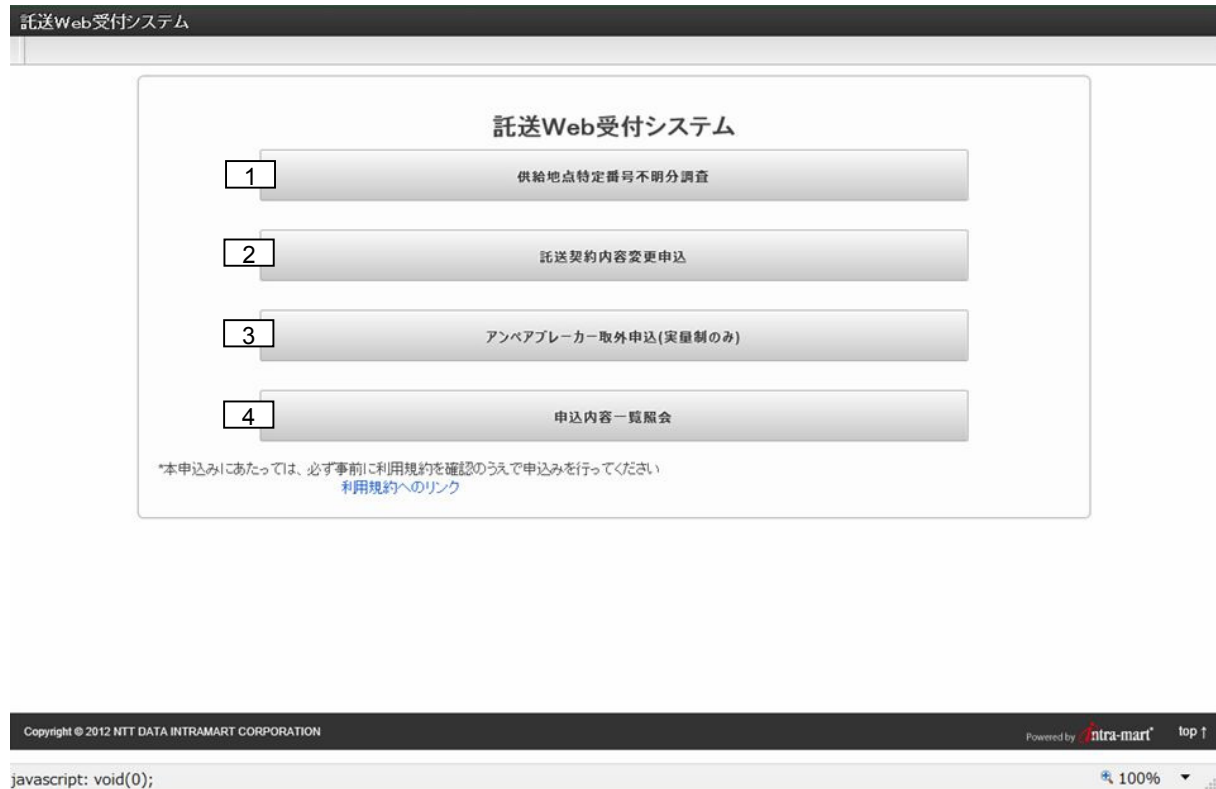 託送Web受付システム
託送Web受付システム
1 供給地点特定番号不明分調査
2 託送契約内容変更申込
3 アンペアブレーカー取外申込(実量制のみ)
4 申込内容一覧照会
*本申込みにあたっては、必ず事前に利用規約を確認のうえで申込みを行ってください
利用規約へのリンク
Copyright © 2012 NTT DATA INTRAMART CORPORATION Powered by intra-mart top ↑
javascript: void(0); 100%